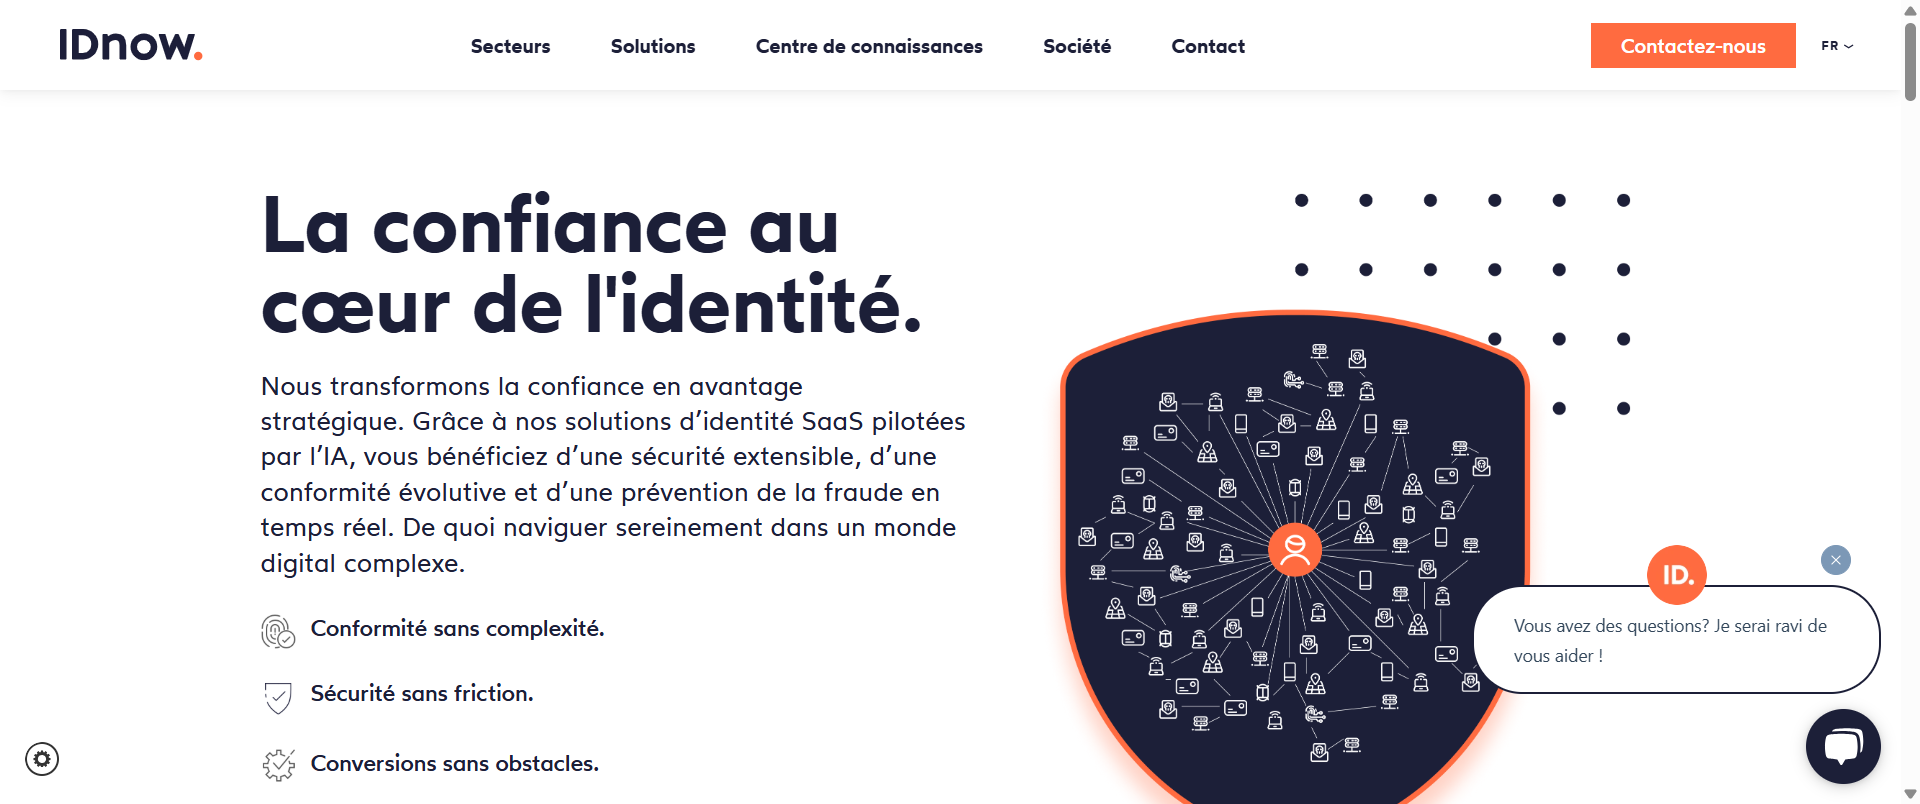 IDnow.
Secteurs
Solutions
Centre de connaissances
Société
Contact
Contactez-nous
FR
La confiance au
cœur de l'identité.
Nous transformons la confiance en avantage
stratégique. Grâce à nos solutions d’identité SaaS pilotées
par l’IA, vous bénéficiez d’une sécurité extensible, d’une
conformité évolutive et d’une prévention de la fraude en
temps réel. De quoi naviguer sereinement dans un monde
digital complexe.
Conformité sans complexité.
Sécurité sans friction.
Conversions sans obstacles.
ID.
Vous avez des questions? Je serai ravi de
vous aider !